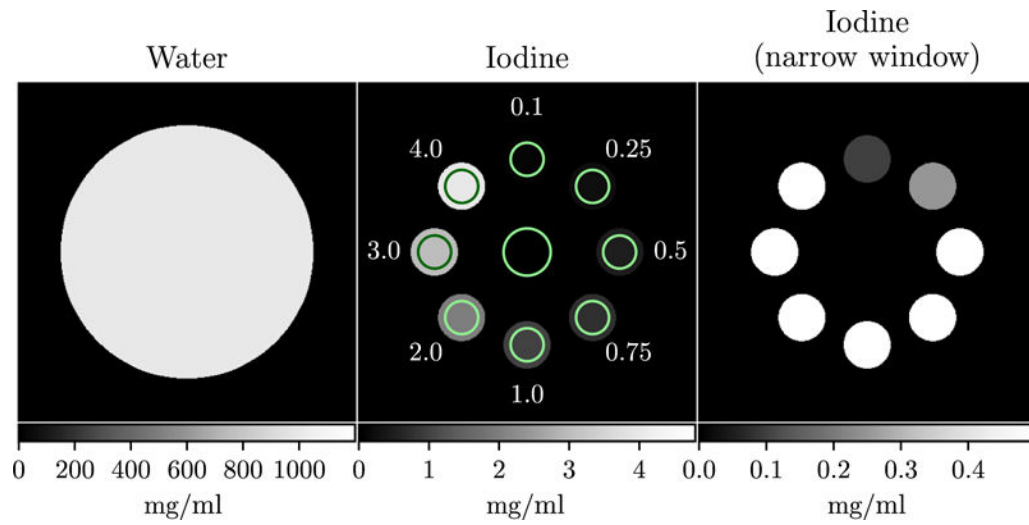 Water
Iodine
Iodine
(narrow window)
0.1
4.0
0.25
3.0
0.5
2.0
0.75
1.0
0 200 400 600 800 1000
0 1 2 3 4
0.0 0.1 0.2 0.3 0.4
mg/ml
mg/ml
mg/ml